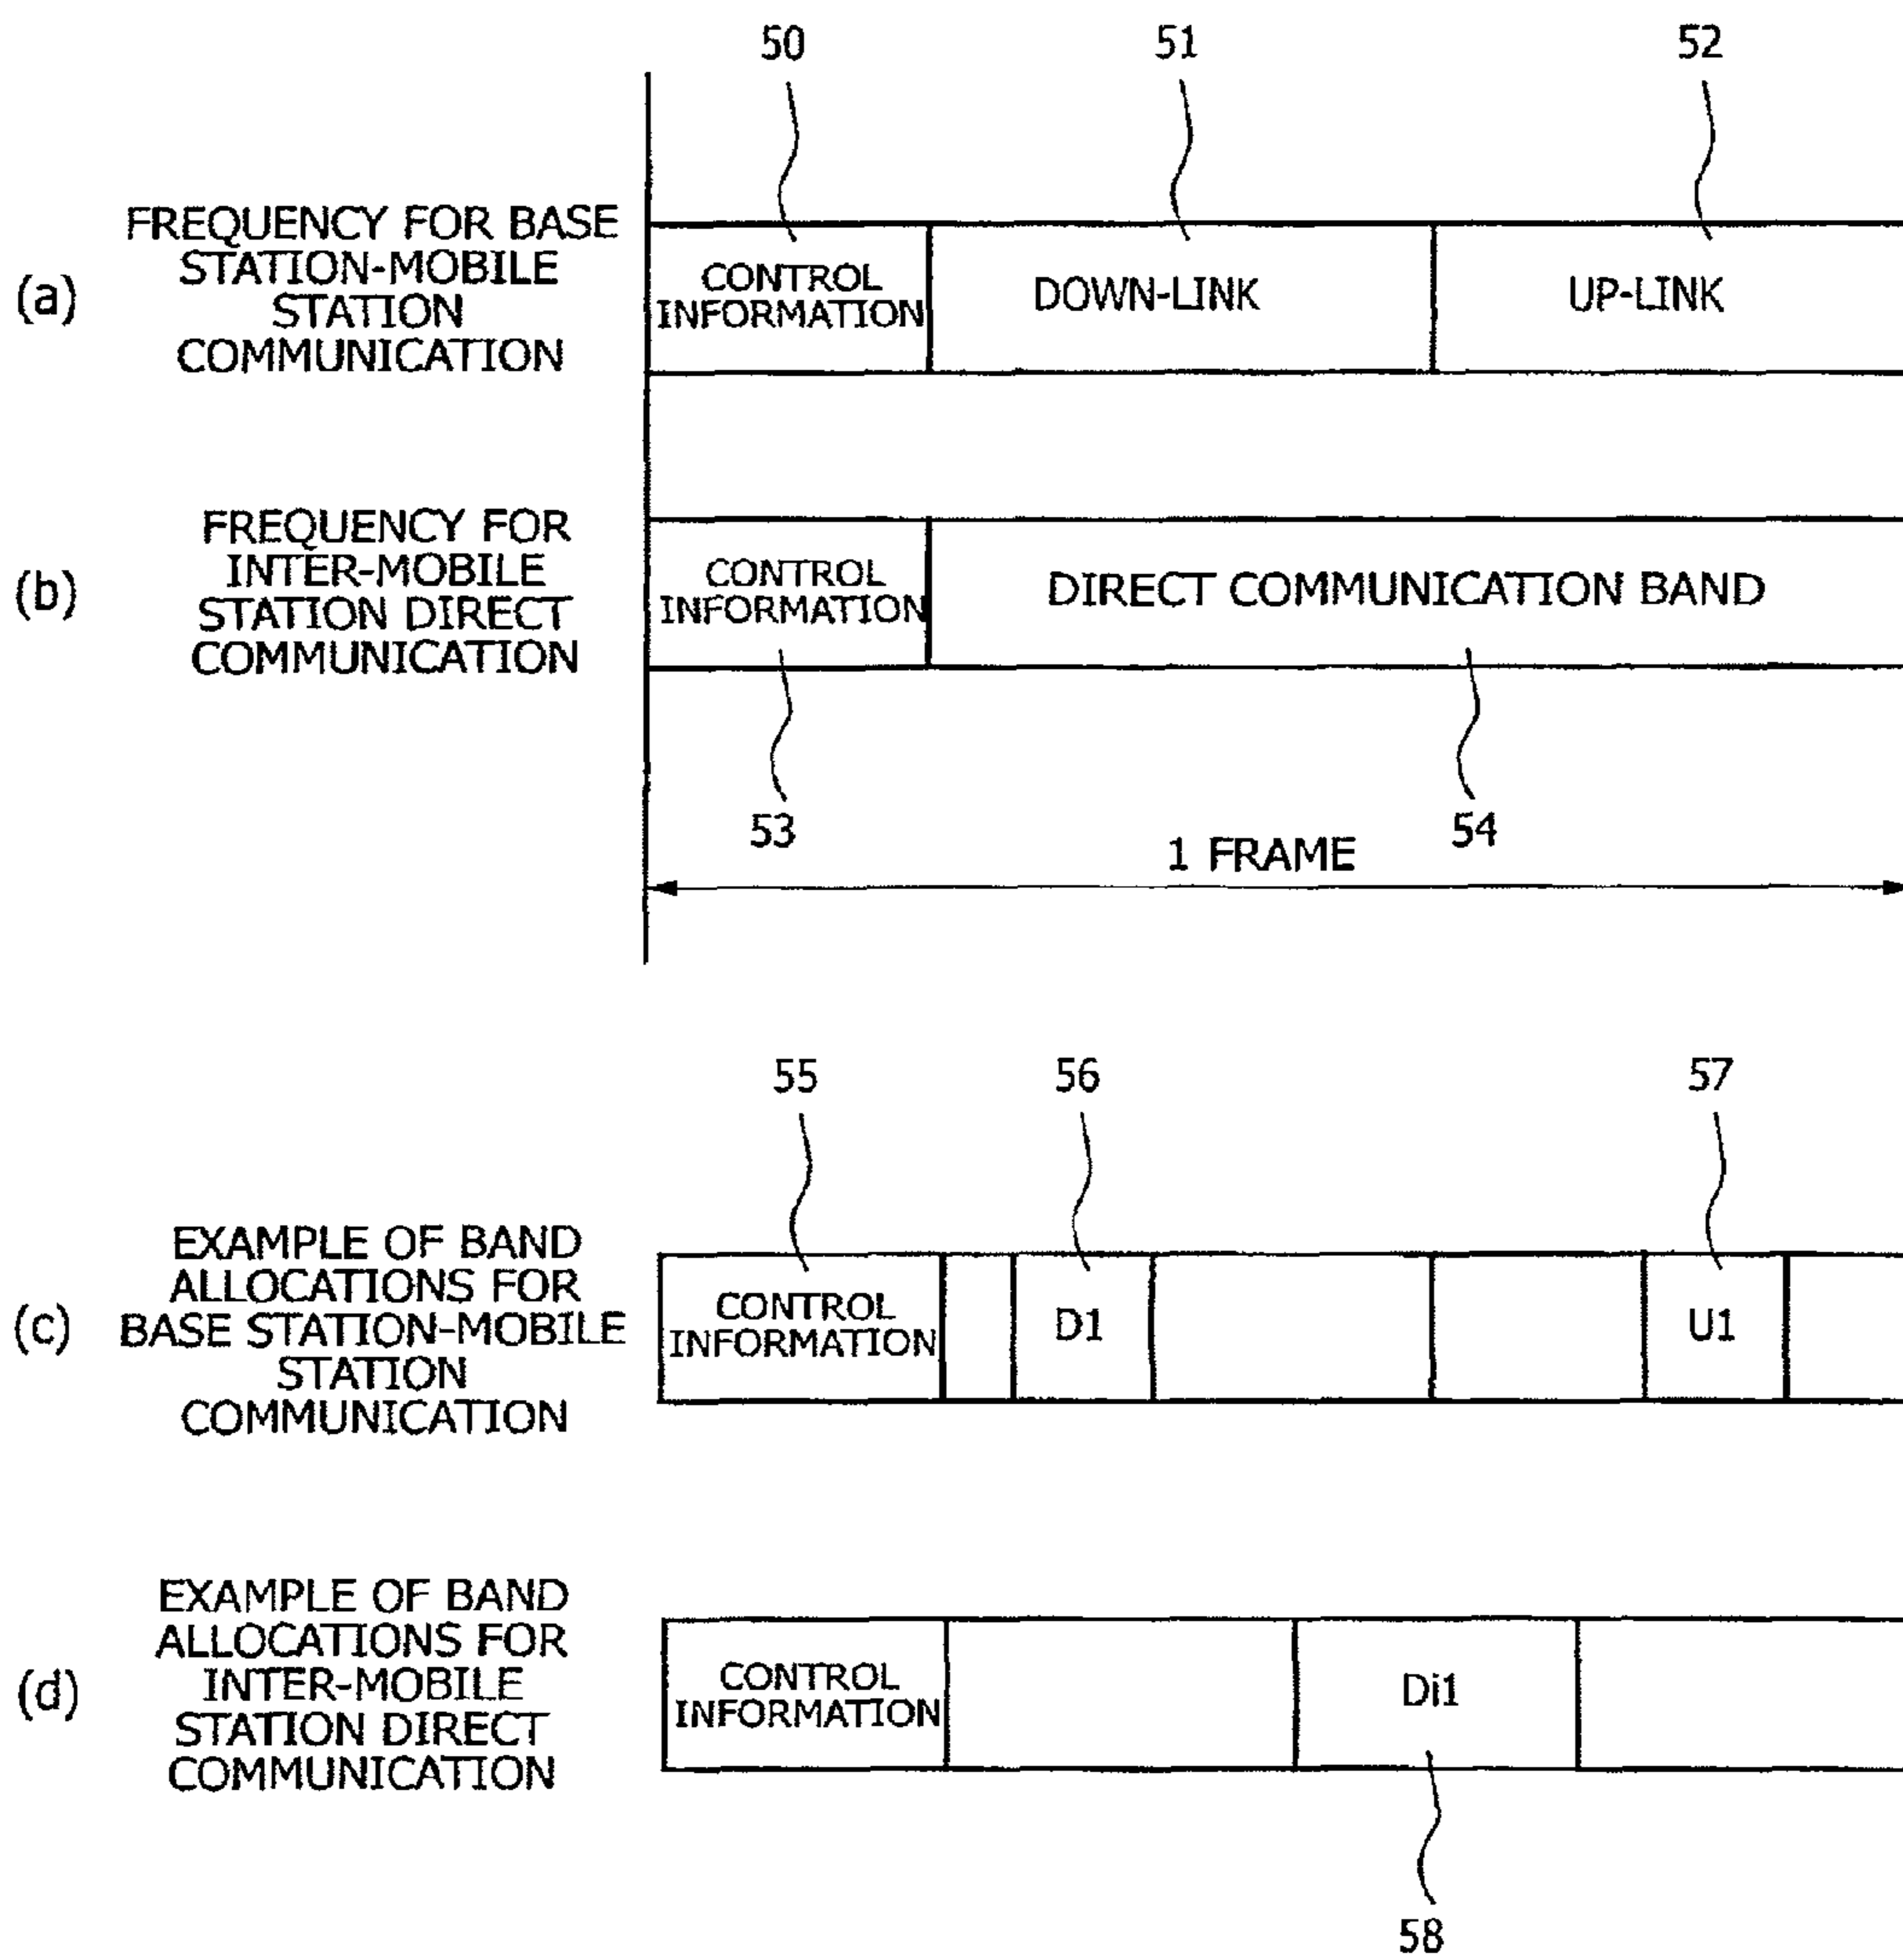 50
51
52
(a)
FREQUENCY FOR BASE
STATION-MOBILE
STATION
COMMUNICATION
CONTROL
INFORMATION
DOWN-LINK
UP-LINK
(b)
FREQUENCY FOR
INTER-MOBILE
STATION DIRECT
COMMUNICATION
CONTROL
INFORMATION
DIRECT COMMUNICATION BAND
53
54
1 FRAME
55
56
57
(c)
EXAMPLE OF BAND
ALLOCATIONS FOR
BASE STATION-MOBILE
STATION
COMMUNICATION
CONTROL
INFORMATION
D1
U1
(d)
EXAMPLE OF BAND
ALLOCATIONS FOR
INTER-MOBILE
STATION DIRECT
COMMUNICATION
CONTROL
INFORMATION
Di1
58